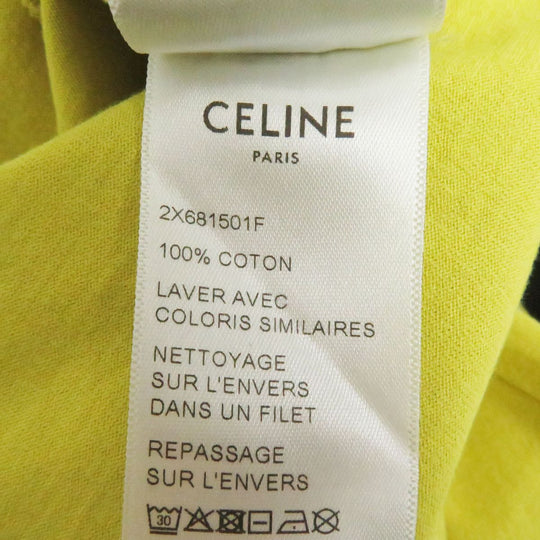 CELINE
PARIS
2X681501F
100% COTON
LAVER AVEC
COLORIS SIMILAIRES
NETTOYAGE
SUR L'ENVERS
DANS UN FILET
REPASSAGE
SUR L'ENVERS
30